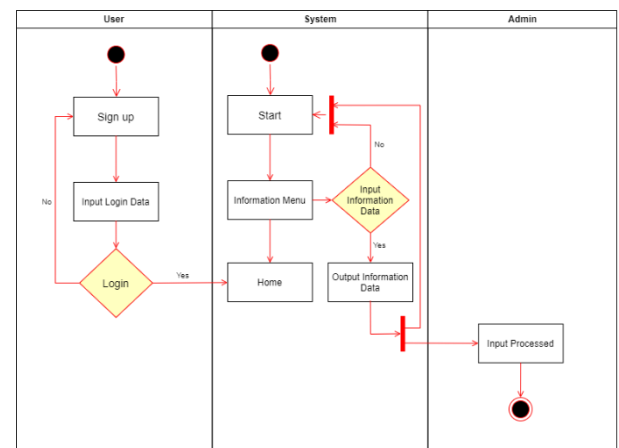 User
System
Admin
Sign up
Start
No
Input Login Data
Information Menu
Input
Information
Data
No
Yes
Login
Yes
Home
Output Information
Data
Input Processed